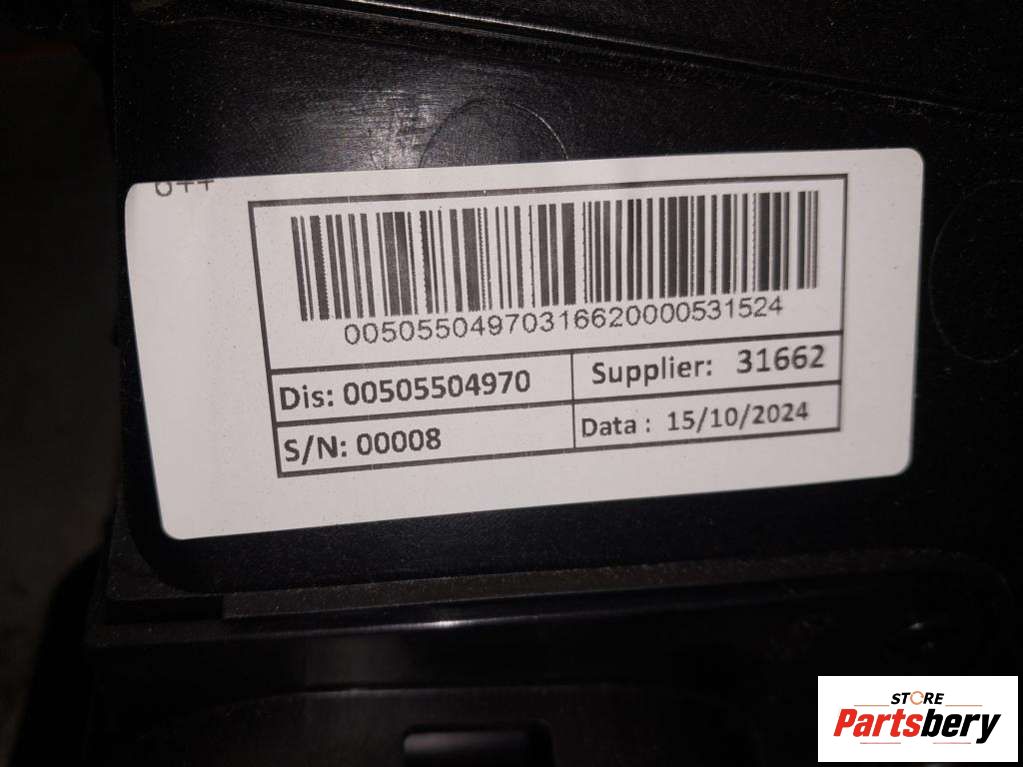 00505504970316620000531524
Dis: 00505504970
Supplier: 31662
S/N: 00008
Data : 15/10/2024
STORE
Partsbery